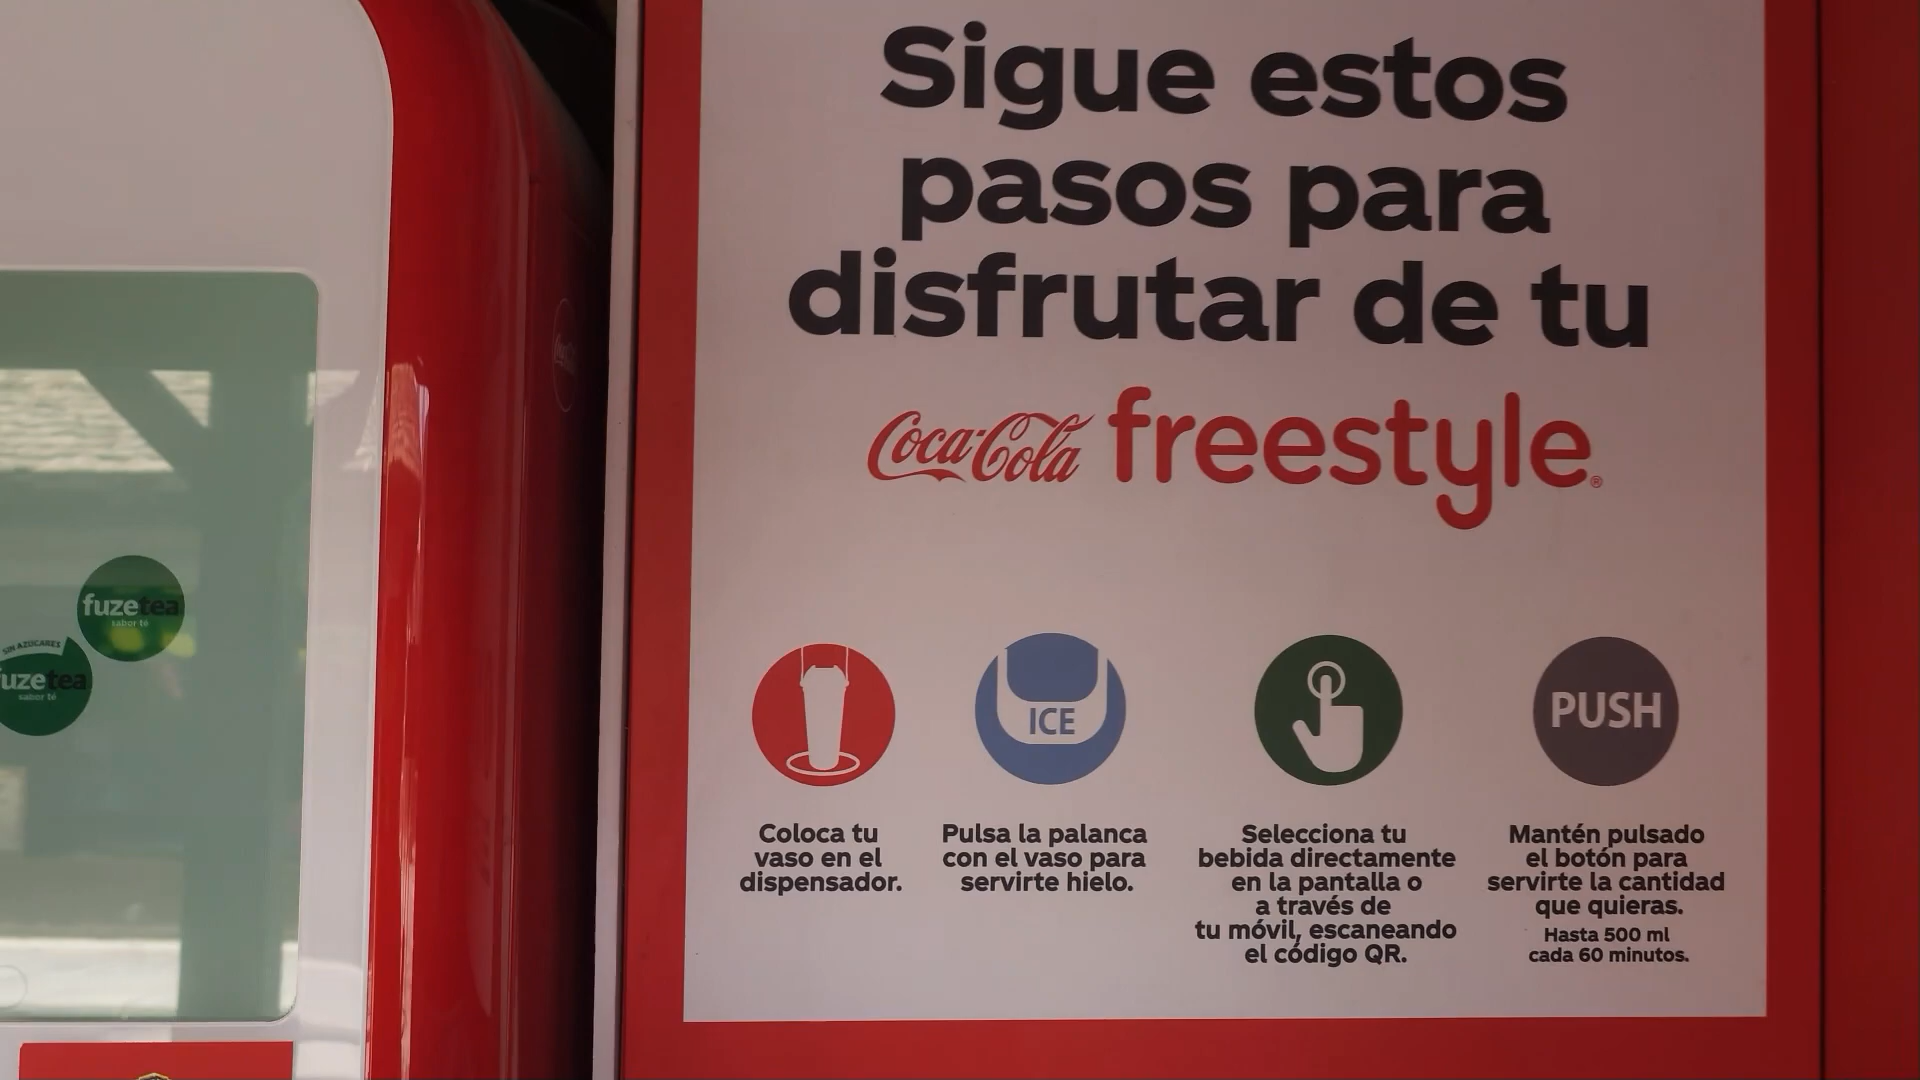 Sigue estos
pasos para
disfrutar de tu
Coca-Cola freestyle®
ICE
PUSH
Coloca tu
vaso en el
dispensador.
Pulsa la palanca
con el vaso para
servirte hielo.
Selecciona tu
bebida directamente
en la pantalla o
a través de
tu móvil, escaneando
el código QR.
Mantén pulsado
el botón para
servirte la cantidad
que quieras.
Hasta 500 ml
cada 60 minutos.
fuzetea
sabor té
SIN AZÚCARES
fuzetea
sabor té